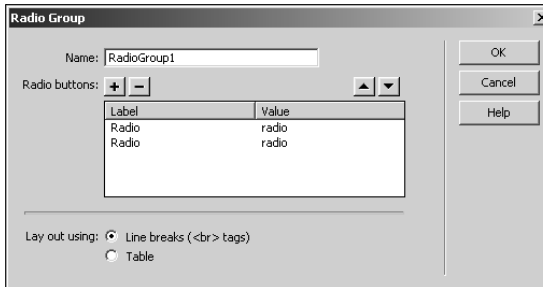 Radio Group
Name: RadioGroup1
OK
Radio buttons:
Cancel
Label Value
Help
Radio radio
Radio radio
Lay out using: Line breaks (<br> tags)
Table